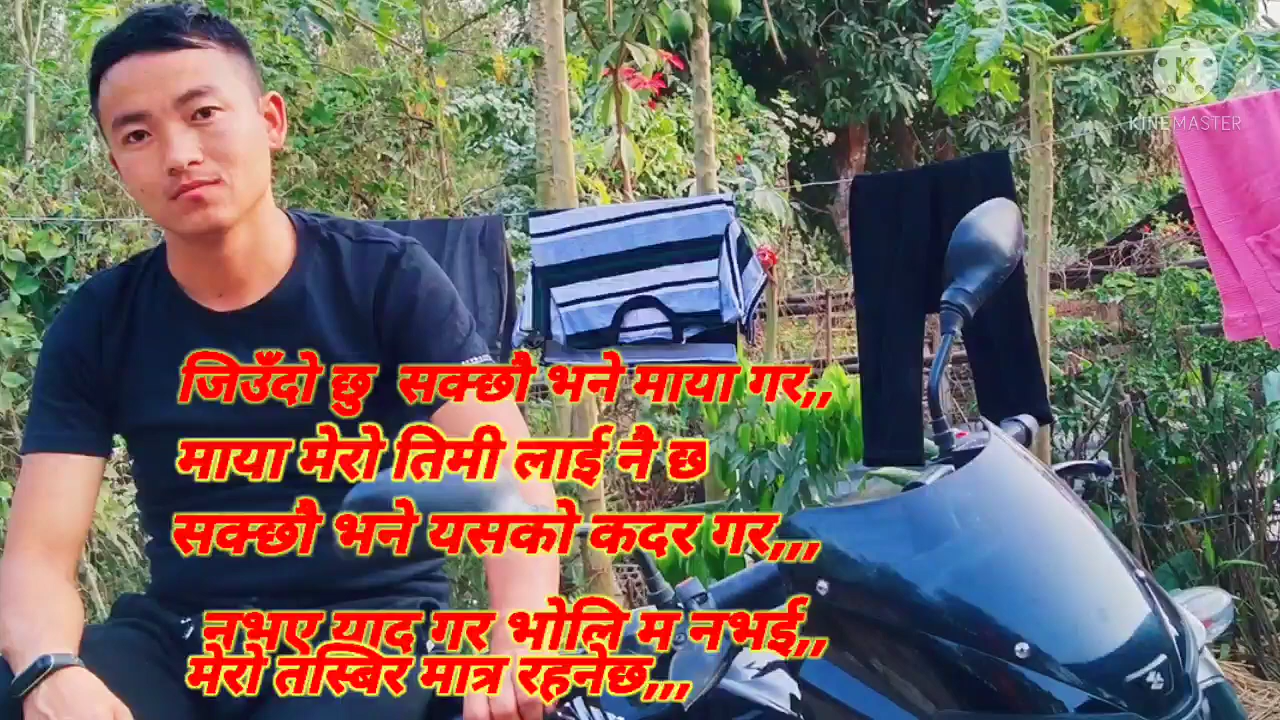 KINEMASTER
जिउँदो छु सक्छौ भने माया गर,,
माया मेरो तिमी लाई नै छ
सक्छौ भने यसको कदर गर,,,
नभए याद गर भोलि म नभई,,
मेरो तस्बिर मात्र रहनेछ,,,